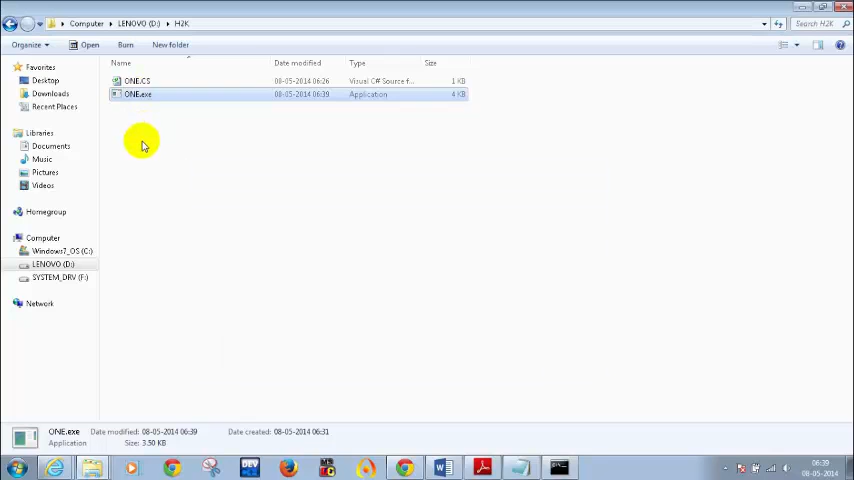 Computer ▸ LENOVO (D:) ▸ H2K
Search H2K
Organize Open Burn New folder
Name Date modified Type Size
Favorites
Desktop
Downloads
Recent Places
Libraries
Documents
Music
Pictures
Videos
Homegroup
Computer
Windows7_OS (C:)
LENOVO (D:)
SYSTEM_DRV (F:)
Network
ONE.CS 08-05-2014 06:26 Visual C# Source f... 1 KB
ONE.exe 08-05-2014 06:39 Application 4 KB
ONE.exe Date modified: 08-05-2014 06:39 Date created: 08-05-2014 06:31
Application Size: 3.50 KB
DEV
06:39
08-05-2014